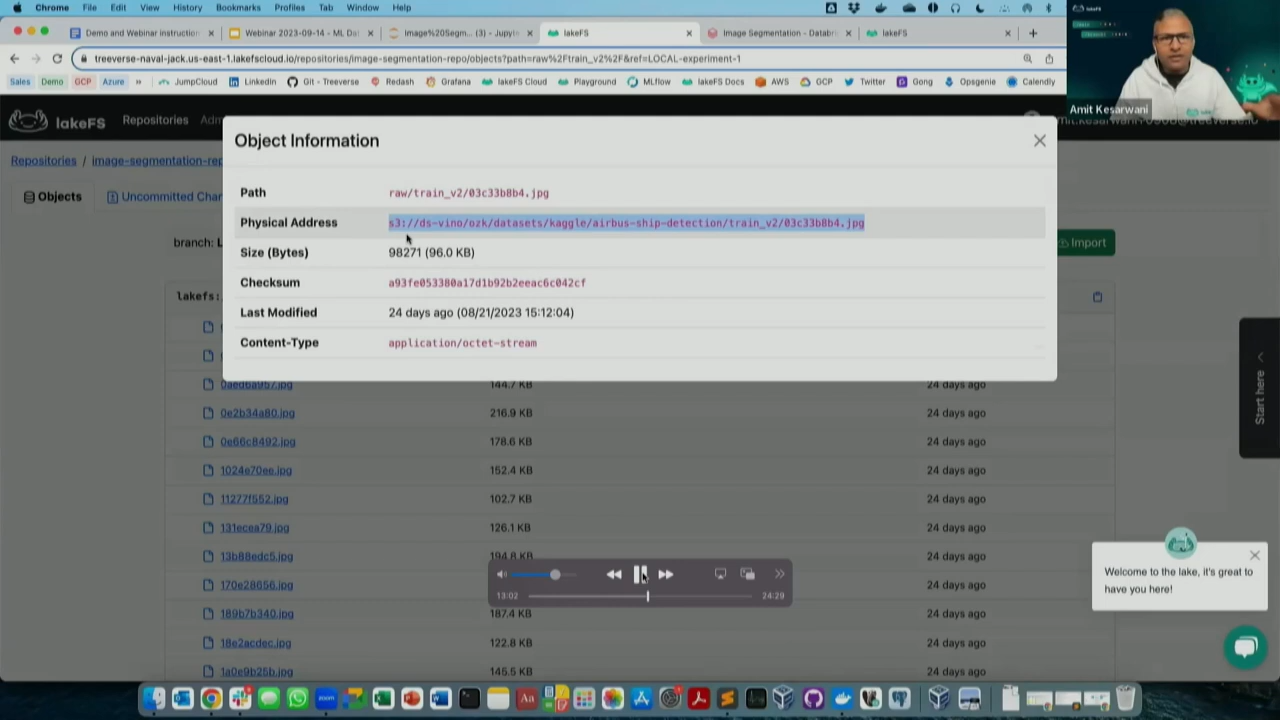 Chrome File Edit View History Bookmarks Profiles Tab Window Help
Demo and Webinar instruction
Webinar 2023-09-14 - ML Dat
Image%20Segm... (3) - Jupyte
lakeFS
Image Segmentation - Databr
lakeFS
treeverse-naval-jack.us-east-1.lakefscloud.io/repositories/image-segmentation-repo/objects?path=raw%2Ftrain_v2%2F&ref=LOCAL-experiment-1
Sales Demo GCP Azure JumpCloud LinkedIn Git - Treeverse Redash Grafana lakeFS Cloud Playground MLflow lakeFS Docs AWS GCP Twitter Gong Opsgenie Calendly
Amit Kesarwani
lakeFS Repositories
Repositories / image-segmentation-rep
Objects
Uncommitted Char
branch: L
Import
lakefs:
Object Information
Path raw/train_v2/03c33b8b4.jpg
Physical Address s3://ds-vino/ozk/datasets/kaggle/airbus-ship-detection/train_v2/03c33b8b4.jpg
Size (Bytes) 98271 (96.0 KB)
Checksum a93fe053380a17d1b92b2eeac6c042cf
Last Modified 24 days ago (08/21/2023 15:12:04)
Content-Type application/octet-stream
0aedba957.jpg 144.7 KB 24 days ago
0e2b34a80.jpg 216.9 KB 24 days ago
0e66c8492.jpg 178.6 KB 24 days ago
1024e70ee.jpg 152.4 KB 24 days ago
11277f552.jpg 102.7 KB 24 days ago
131ecea79.jpg 126.1 KB 24 days ago
13b88edc5.jpg 194.8 KB 24 days ago
170e28656.jpg 24 days ago
189b7b340.jpg 187.4 KB 24 days ago
18e2acdec.jpg 122.8 KB 24 days ago
1a0e9b25b.jpg 145.5 KB 24 days ago
13:02
24:29
Start here
Welcome to the lake, it's great to
have you here!
zoom